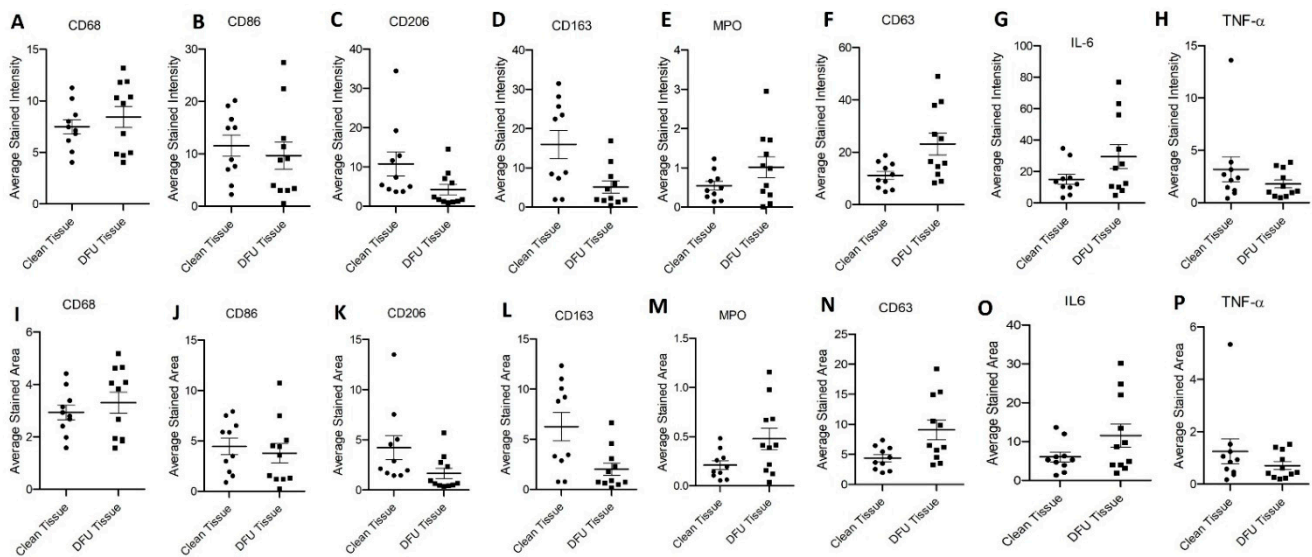 A
CD68
Average Stained Intensity
15
10
5
0
Clean Tissue
DFU Tissue
B
CD86
Average Stained Intensity
30
20
10
0
Clean Tissue
DFU Tissue
C
CD206
Average Stained Intensity
40
30
20
10
0
Clean Tissue
DFU Tissue
D
CD163
Average Stained Intensity
40
30
20
10
0
Clean Tissue
DFU Tissue
E
MPO
Average Stained Intensity
4
3
2
1
0
Clean Tissue
DFU Tissue
F
CD63
Average Stained Intensity
60
40
20
0
Clean Tissue
DFU Tissue
G
IL-6
Average Stained Intensity
100
80
60
40
20
0
Clean Tissue
DFU Tissue
H
TNF-α
Average Stained Intensity
15
10
5
0
Clean Tissue
DFU Tissue
I
CD68
Average Stained Area
6
4
2
0
Clean Tissue
DFU Tissue
J
CD86
Average Stained Area
15
10
5
0
Clean Tissue
DFU Tissue
K
CD206
Average Stained Area
15
10
5
0
Clean Tissue
DFU Tissue
L
CD163
Average Stained Area
15
10
5
0
Clean Tissue
DFU Tissue
M
MPO
Average Stained Area
1.5
1.0
0.5
0.0
Clean Tissue
DFU Tissue
N
CD63
Average Stained Area
25
20
15
10
5
0
Clean Tissue
DFU Tissue
O
IL6
Average Stained Area
40
30
20
10
0
Clean Tissue
DFU Tissue
P
TNF-α
Average Stained Area
6
4
2
0
Clean Tissue
DFU Tissue